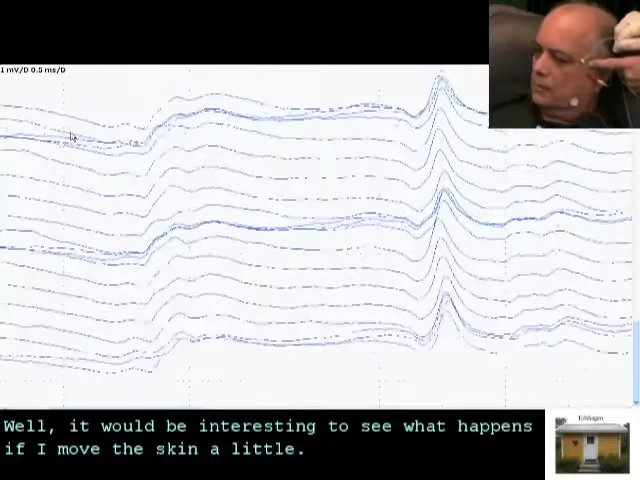 1 mV/D 0.5 ms/D
Well, it would be interesting to see what happens
if I move the skin a little.